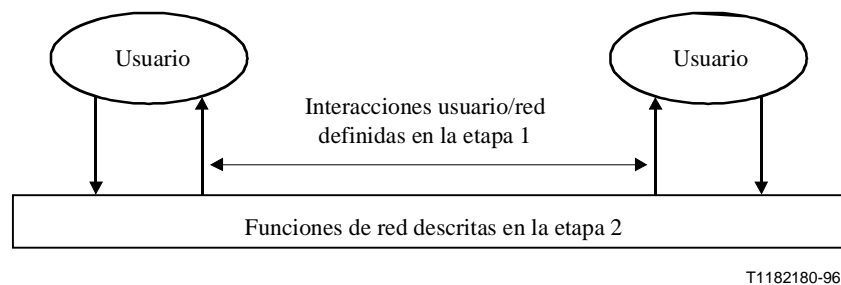 Usuario
Usuario
Interacciones usuario/red
definidas en la etapa 1
Funciones de red descritas en la etapa 2
T1182180-96